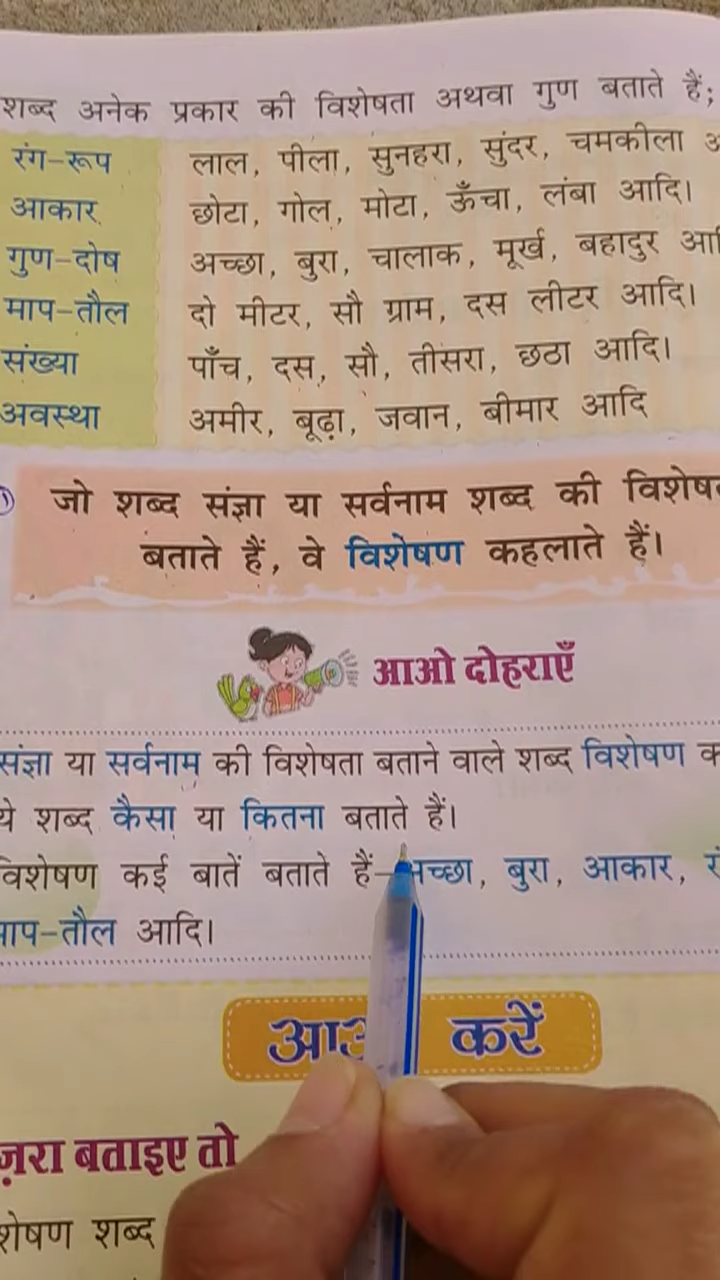 शब्द अनेक प्रकार की विशेषता अथवा गुण बताते हैं;
रंग-रूप लाल, पीला, सुनहरा, सुंदर, चमकीला
आकार छोटा, गोल, मोटा, ऊँचा, लंबा आदि।
गुण-दोष अच्छा, बुरा, चालाक, मूर्ख, बहादुर
माप-तौल दो मीटर, सौ ग्राम, दस लीटर आदि।
संख्या पाँच, दस, सौ, तीसरा, छठा आदि।
अवस्था अमीर, बूढ़ा, जवान, बीमार आदि
जो शब्द संज्ञा या सर्वनाम शब्द की
बताते हैं, वे विशेषण कहलाते हैं।
आओ दोहराएँ
संज्ञा या सर्वनाम की विशेषता बताने वाले शब्द विशेषण
ये शब्द कैसा या कितना बताते हैं।
विशेषण कई बातें बताते हैं— बुरा, आकार,
माप-तौल आदि।
करें
ज़रा बताइए तो
शब्द